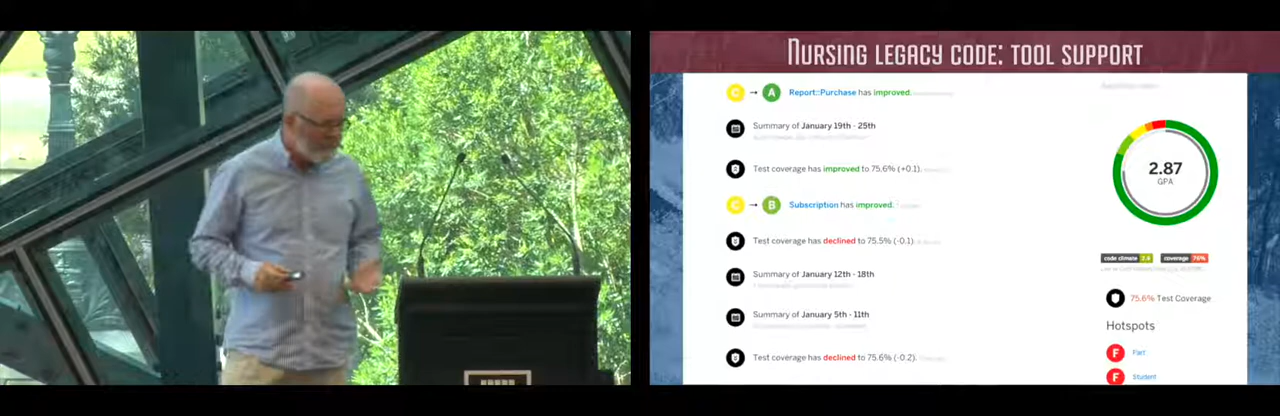 NURSING LEGACY CODE: TOOL SUPPORT
C → A Report::Purchase has improved.
Summary of January 19th - 25th
Test coverage has improved to 75.6% (+0.1).
C → B Subscription has improved.
Test coverage has declined to 75.5% (-0.1).
Summary of January 12th - 18th
Summary of January 5th - 11th
Test coverage has declined to 75.6% (-0.2).
2.87
GPA
code climate 2.9 coverage 76%
75.6% Test Coverage
Hotspots
F
F Student